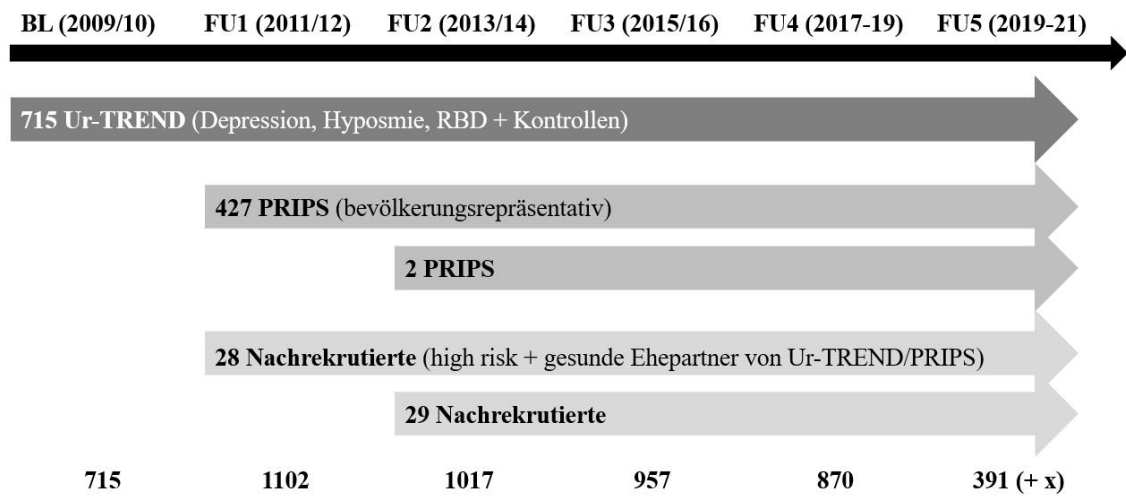 BL (2009/10) FU1 (2011/12) FU2 (2013/14) FU3 (2015/16) FU4 (2017-19) FU5 (2019-21)
715 Ur-TREND (Depression, Hyposmie, RBD + Kontrollen)
427 PRIPS (bevölkerungsrepräsentativ)
2 PRIPS
28 Nachrekrutierte (high risk + gesunde Ehepartner von Ur-TREND/PRIPS)
29 Nachrekrutierte
715 1102 1017 957 870 391 (+ x)